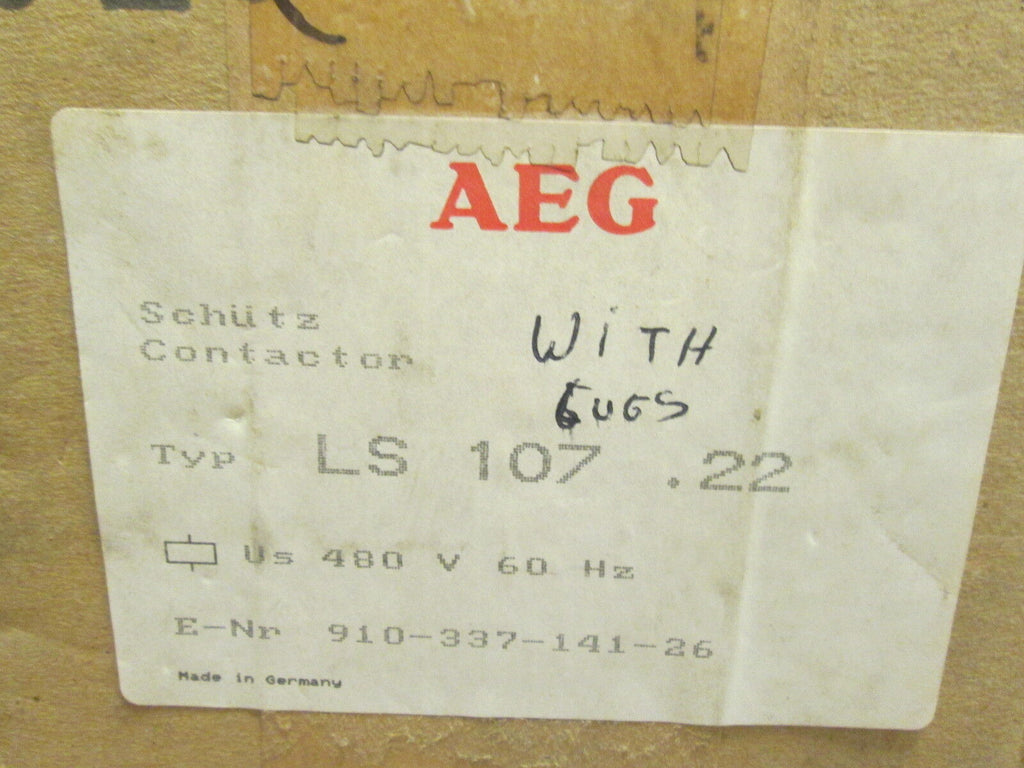 AEG
Schütz
Contactor
WiTH
LUGS
Typ LS 107 .22
Us 480 V 60 Hz
E-Nr 910-337-141-26
Made in Germany